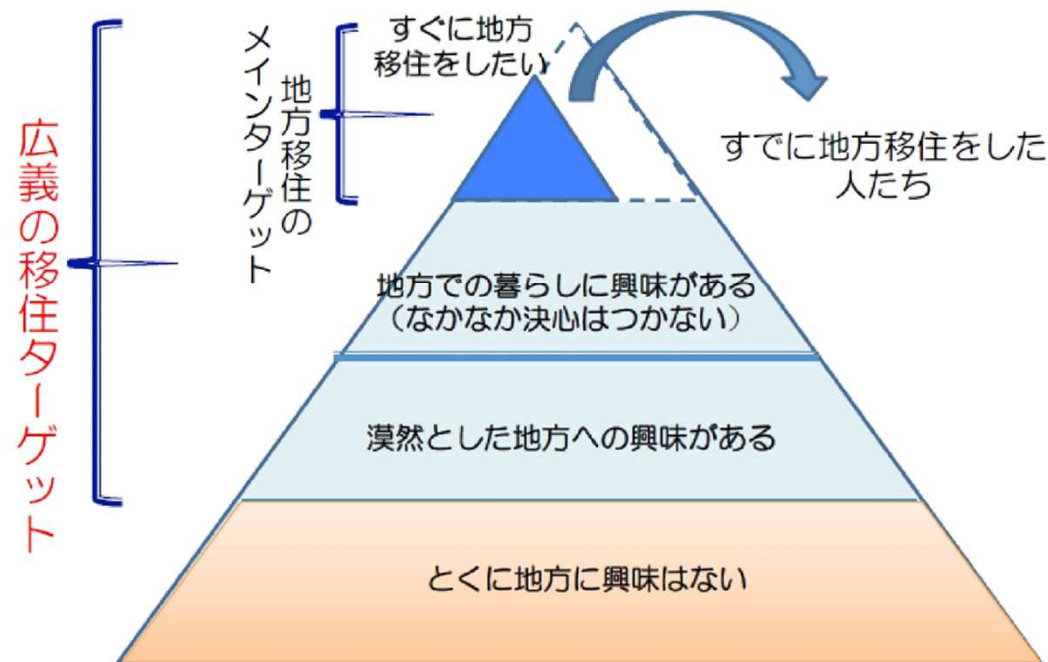 広義の移住ターゲット
地方移住の
メインターゲット
すぐに地方
移住をしたい
すでに地方移住をした
人たち
地方での暮らしに興味がある
（なかなか決心はつかない）
漠然とした地方への興味がある
とくに地方に興味はない